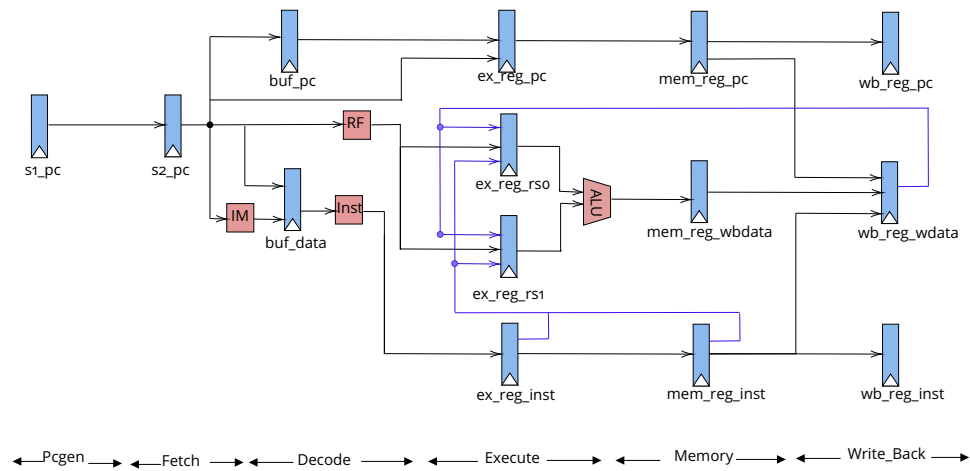 buf_pc
ex_reg_pc
mem_reg_pc
wb_reg_pc
s1_pc
s2_pc
RF
ex_reg_rs0
IM
buf_data
Inst
ALU
mem_reg_wbdata
wb_reg_wdata
ex_reg_rs1
ex_reg_inst
mem_reg_inst
wb_reg_inst
Pcgen
Fetch
Decode
Execute
Memory
Write_Back